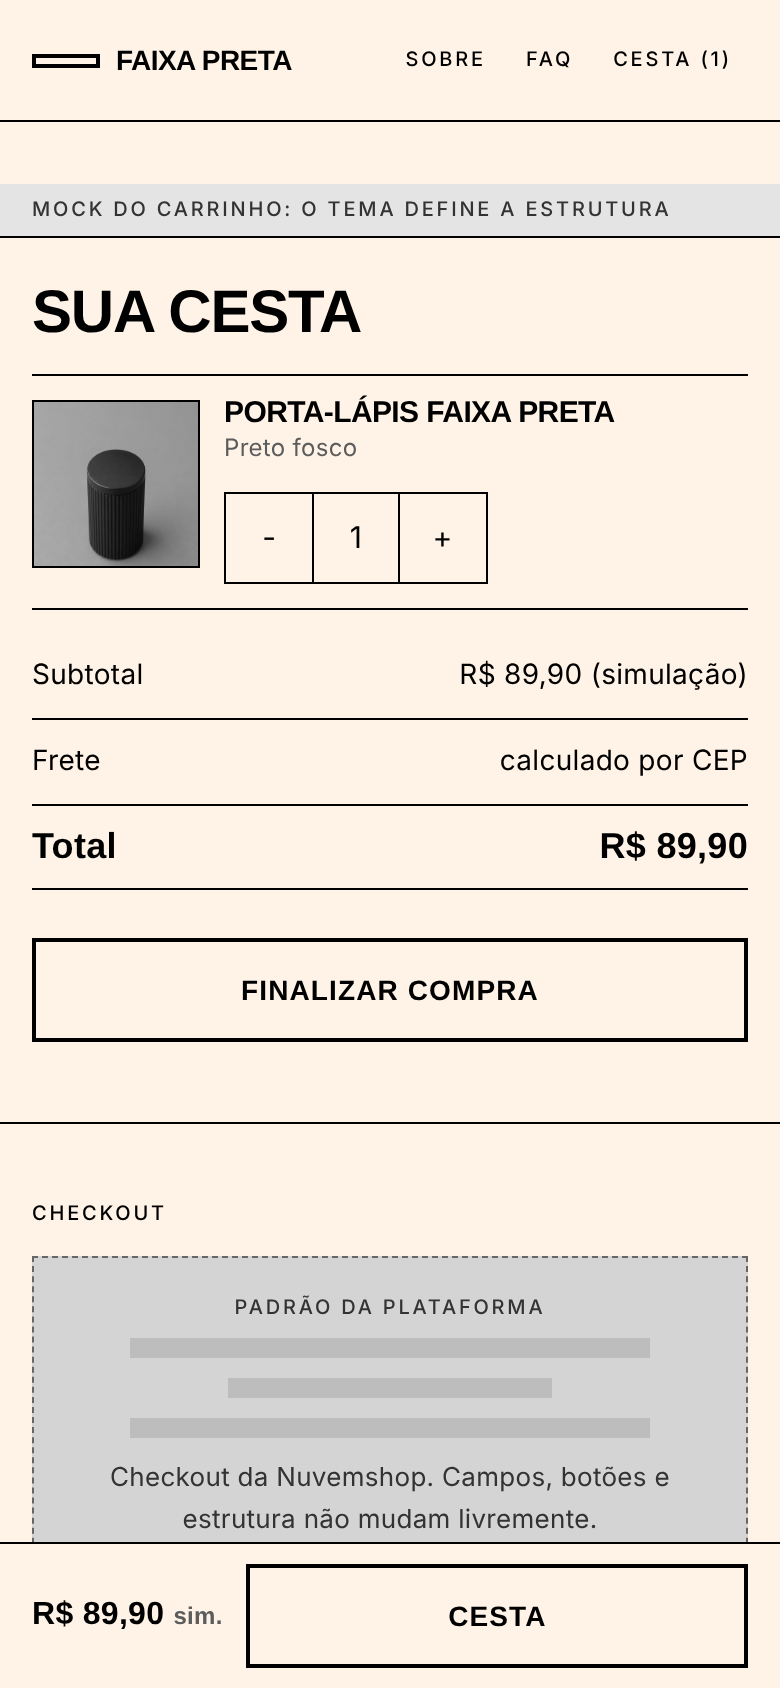 FAIXA PRETA
SOBRE FAQ CESTA (1)
MOCK DO CARRINHO: O TEMA DEFINE A ESTRUTURA
SUA CESTA
PORTA-LÁPIS FAIXA PRETA
Preto fosco
- 1 +
Subtotal R$ 89,90 (simulação)
Frete calculado por CEP
Total R$ 89,90
FINALIZAR COMPRA
CHECKOUT
PADRÃO DA PLATAFORMA
Checkout da Nuvemshop. Campos, botões e
estrutura não mudam livremente.
R$ 89,90 sim. CESTA